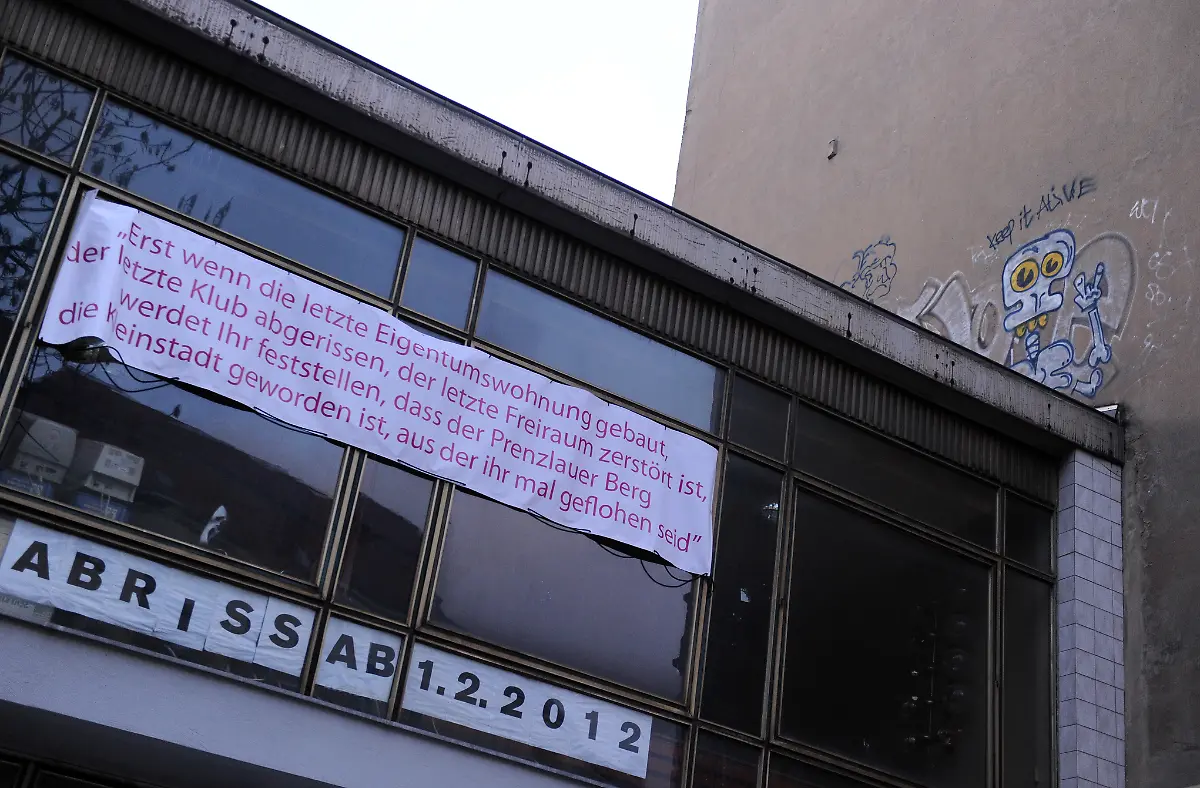 keep it ALiVE
„Erst wenn die letzte Eigentumswohnung gebaut,
der letzte Klub abgerissen, der letzte Freiraum zerstört ist,
werdet Ihr feststellen, dass der Prenzlauer Berg
die Kleinstadt geworden ist, aus der ihr mal geflohen seid”
ABRiSS AB 1.2.2012